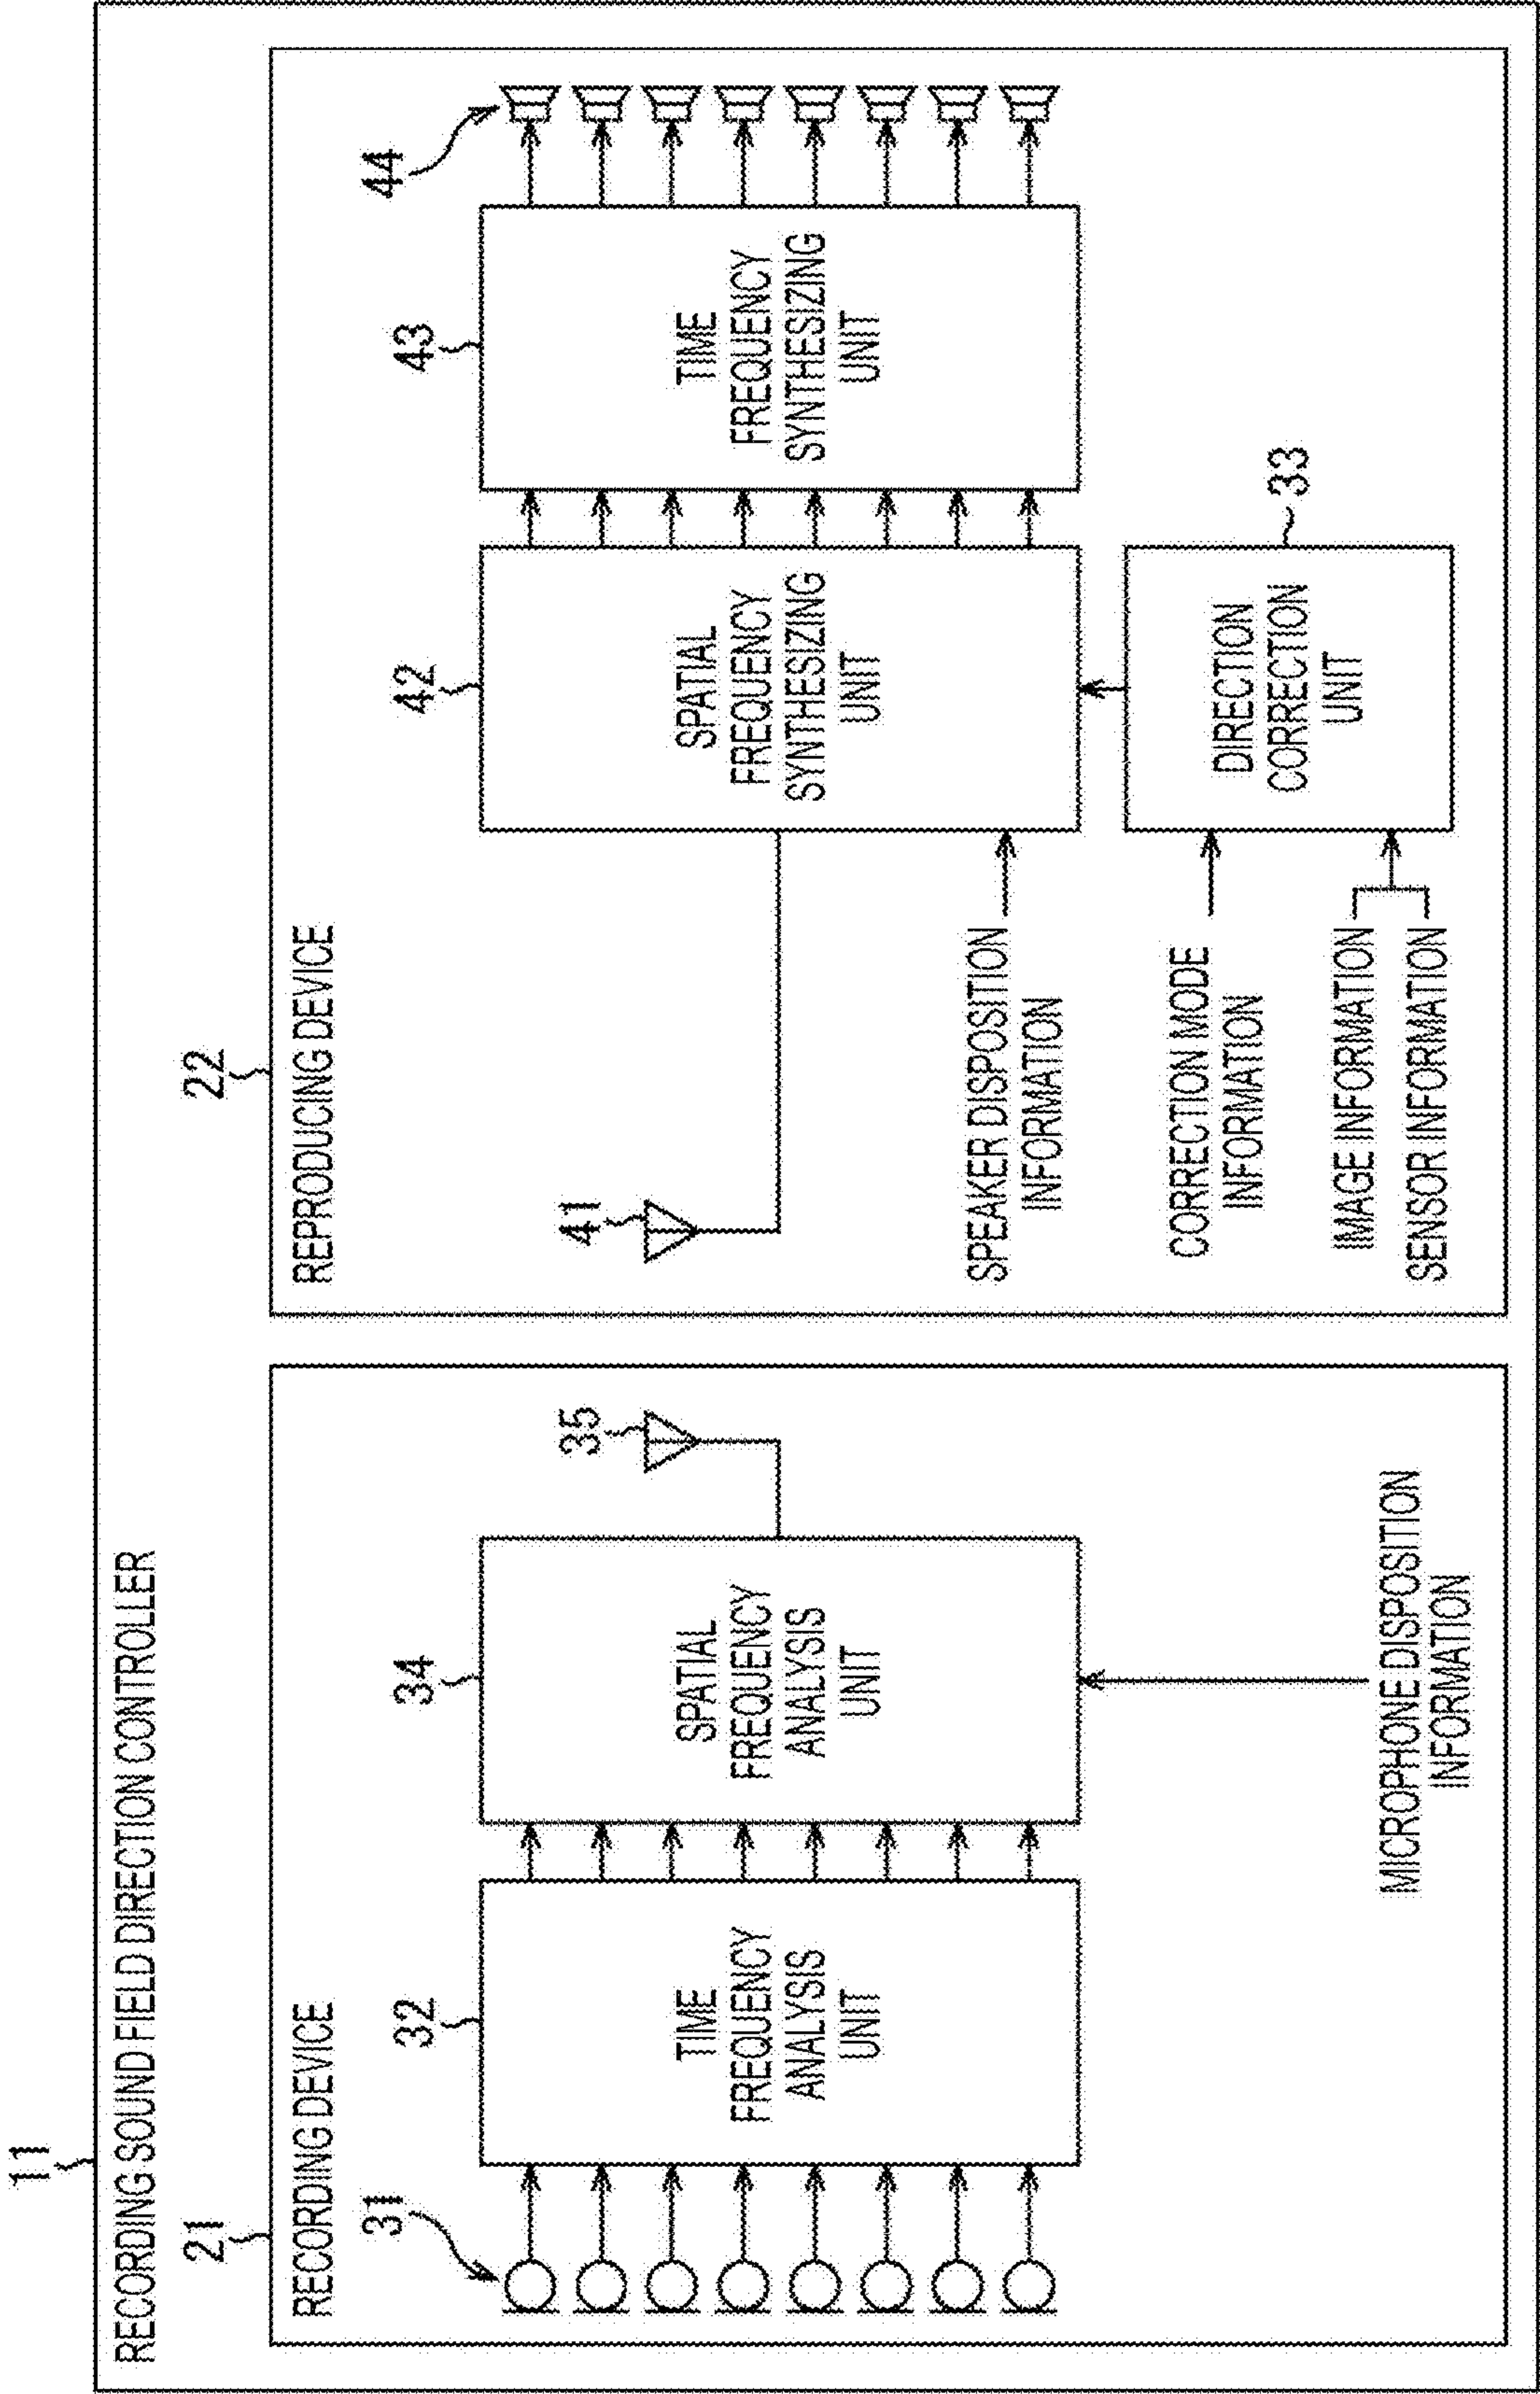 11
RECORDING SOUND FIELD DIRECTION CONTROLLER
21
RECORDING DEVICE
31
32
TIME
FREQUENCY
ANALYSIS
UNIT
34
SPATIAL
FREQUENCY
ANALYSIS
UNIT
35
MICROPHONE DISPOSITION
INFORMATION
22
REPRODUCING DEVICE
41
42
SPATIAL
FREQUENCY
SYNTHESIZING
UNIT
43
TIME
FREQUENCY
SYNTHESIZING
UNIT
44
SPEAKER DISPOSITION
INFORMATION
CORRECTION MODE
INFORMATION
IMAGE INFORMATION
SENSOR INFORMATION
DIRECTION
CORRECTION
UNIT
33